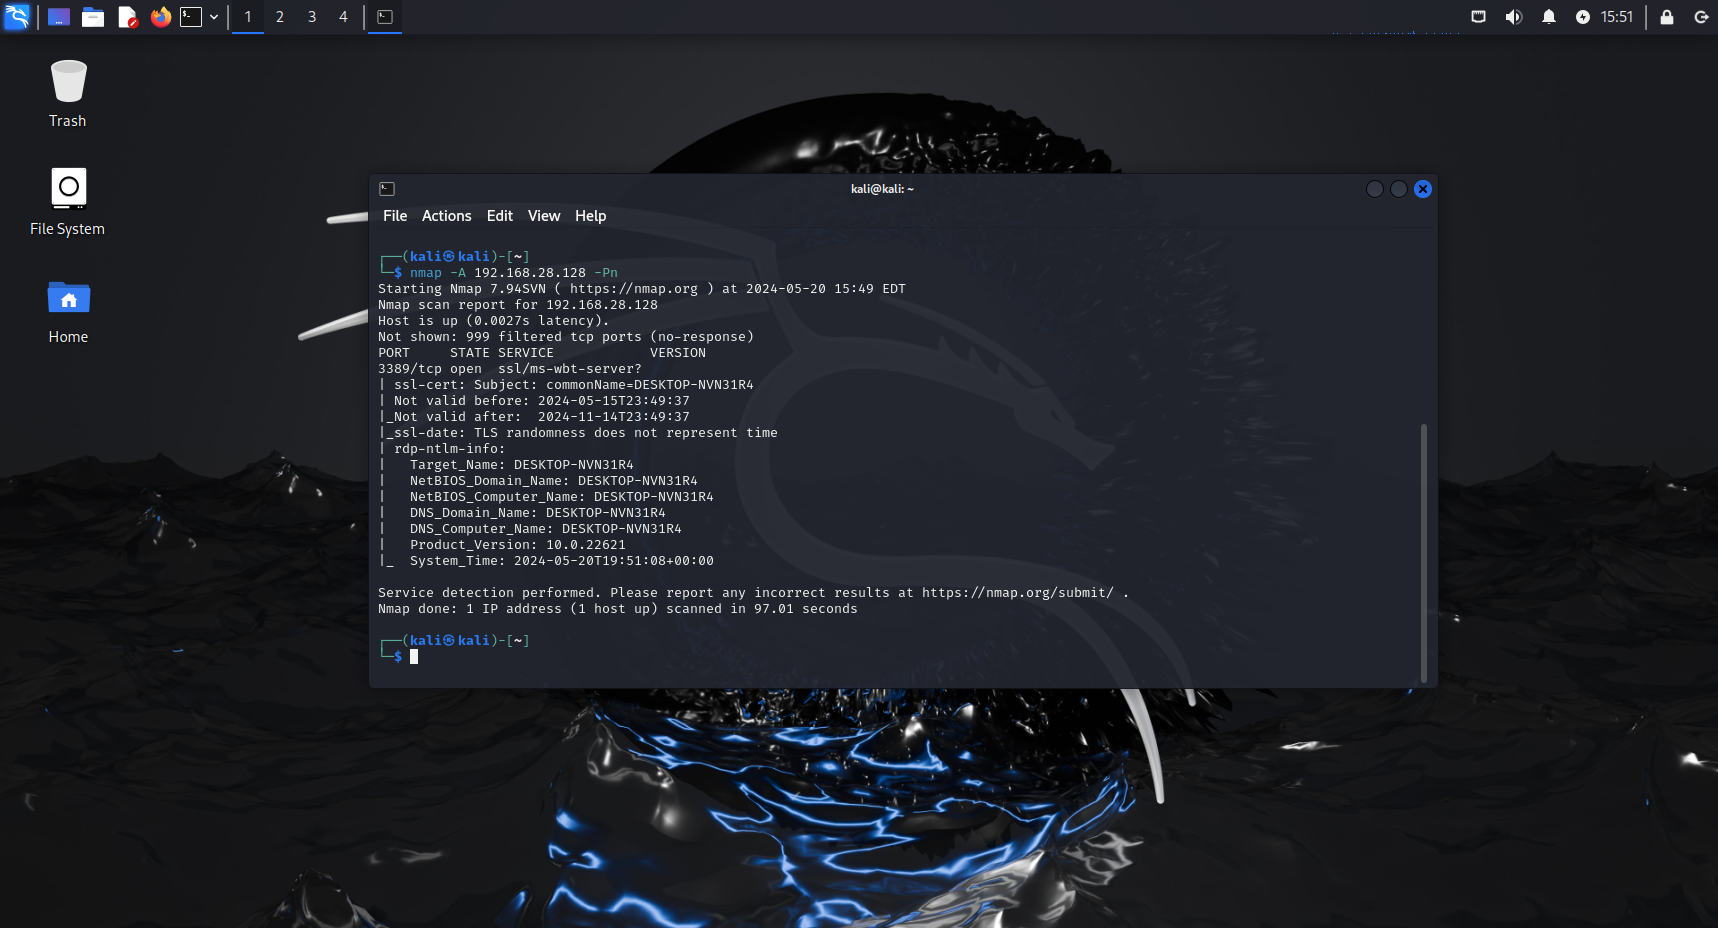 1 2 3 4 15:51
Trash
File System
Home
kali@kali: ~
File Actions Edit View Help
┌──(kali㉿kali)-[~]
└─$ nmap -A 192.168.28.128 -Pn
Starting Nmap 7.94SVN ( https://nmap.org ) at 2024-05-20 15:49 EDT
Nmap scan report for 192.168.28.128
Host is up (0.0027s latency).
Not shown: 999 filtered tcp ports (no-response)
PORT     STATE SERVICE            VERSION
3389/tcp open  ssl/ms-wbt-server?
| ssl-cert: Subject: commonName=DESKTOP-NVN31R4
| Not valid before: 2024-05-15T23:49:37
|_Not valid after:  2024-11-14T23:49:37
|_ssl-date: TLS randomness does not represent time
| rdp-ntlm-info:
|   Target_Name: DESKTOP-NVN31R4
|   NetBIOS_Domain_Name: DESKTOP-NVN31R4
|   NetBIOS_Computer_Name: DESKTOP-NVN31R4
|   DNS_Domain_Name: DESKTOP-NVN31R4
|   DNS_Computer_Name: DESKTOP-NVN31R4
|   Product_Version: 10.0.22621
|_  System_Time: 2024-05-20T19:51:08+00:00
Service detection performed. Please report any incorrect results at https://nmap.org/submit/ .
Nmap done: 1 IP address (1 host up) scanned in 97.01 seconds
┌──(kali㉿kali)-[~]
└─$